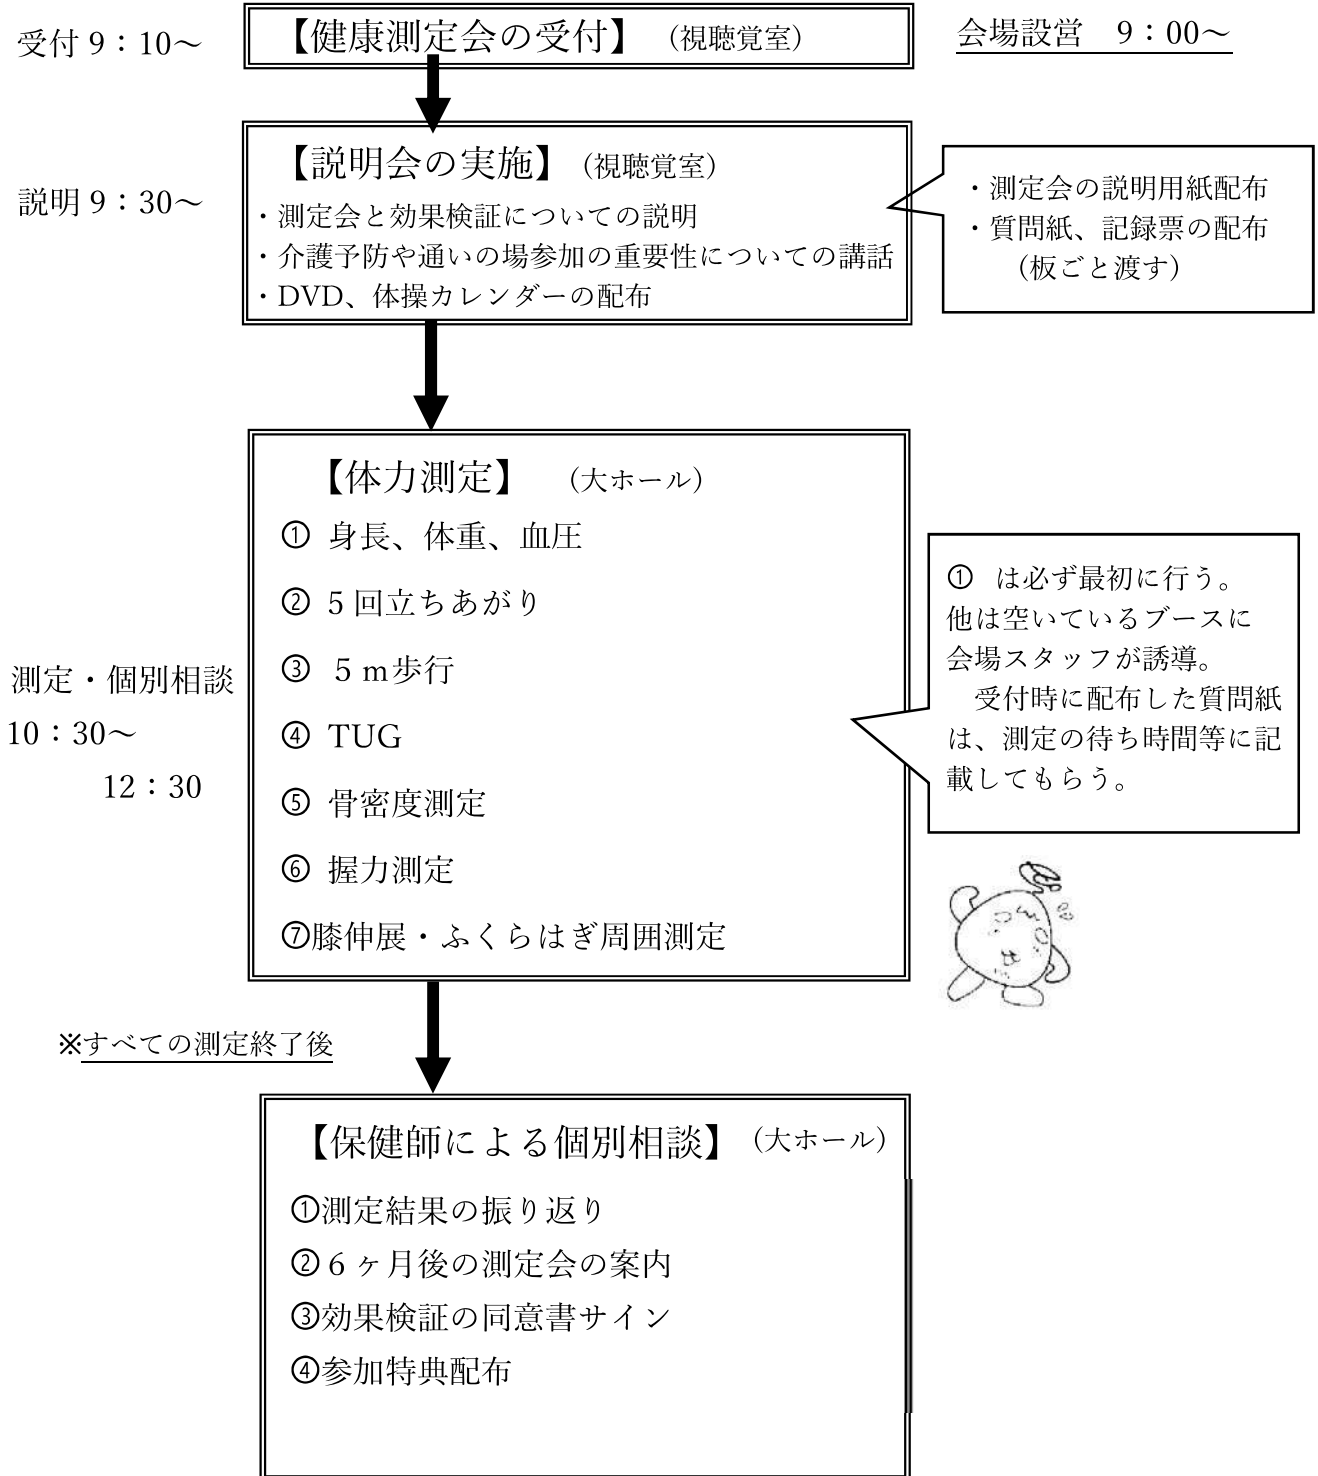 受付 9：10～
【健康測定会の受付】 （視聴覚室）
会場設営　9：00～
説明 9：30～
【説明会の実施】 （視聴覚室）
・測定会と効果検証についての説明
・介護予防や通いの場参加の重要性についての講話
・DVD、体操カレンダーの配布
・測定会の説明用紙配布
・質問紙、記録票の配布
（板ごと渡す）
測定・個別相談
10：30～
12：30
【体力測定】 （大ホール）
① 身長、体重、血圧
② 5 回立ちあがり
③ 5 m歩行
④ TUG
⑤ 骨密度測定
⑥ 握力測定
⑦膝伸展・ふくらはぎ周囲測定
① は必ず最初に行う。
他は空いているブースに
会場スタッフが誘導。
受付時に配布した質問紙
は、測定の待ち時間等に記
載してもらう。
※すべての測定終了後
【保健師による個別相談】 （大ホール）
①測定結果の振り返り
②6 ヶ月後の測定会の案内
③効果検証の同意書サイン
④参加特典配布